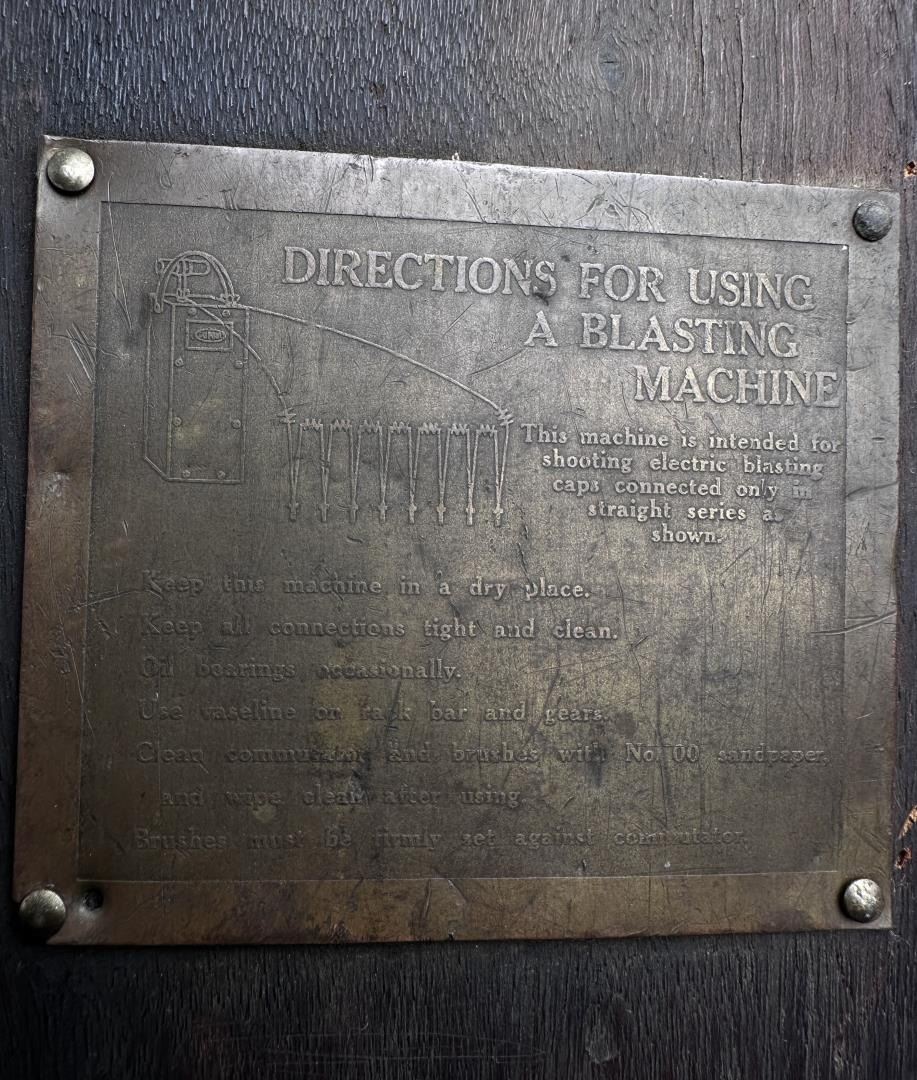 DIRECTIONS FOR USING
A BLASTING
MACHINE
This machine is intended for
shooting electric blasting
caps connected only in
straight series as
shown.
Keep this machine in a dry place.
Keep all connections tight and clean.
Oil bearings occasionally.
Use vaseline on rack bar and gears.
Clean commutator and brushes with No. 00 sandpaper,
and wipe clean after using.
Brushes must be firmly set against commutator.